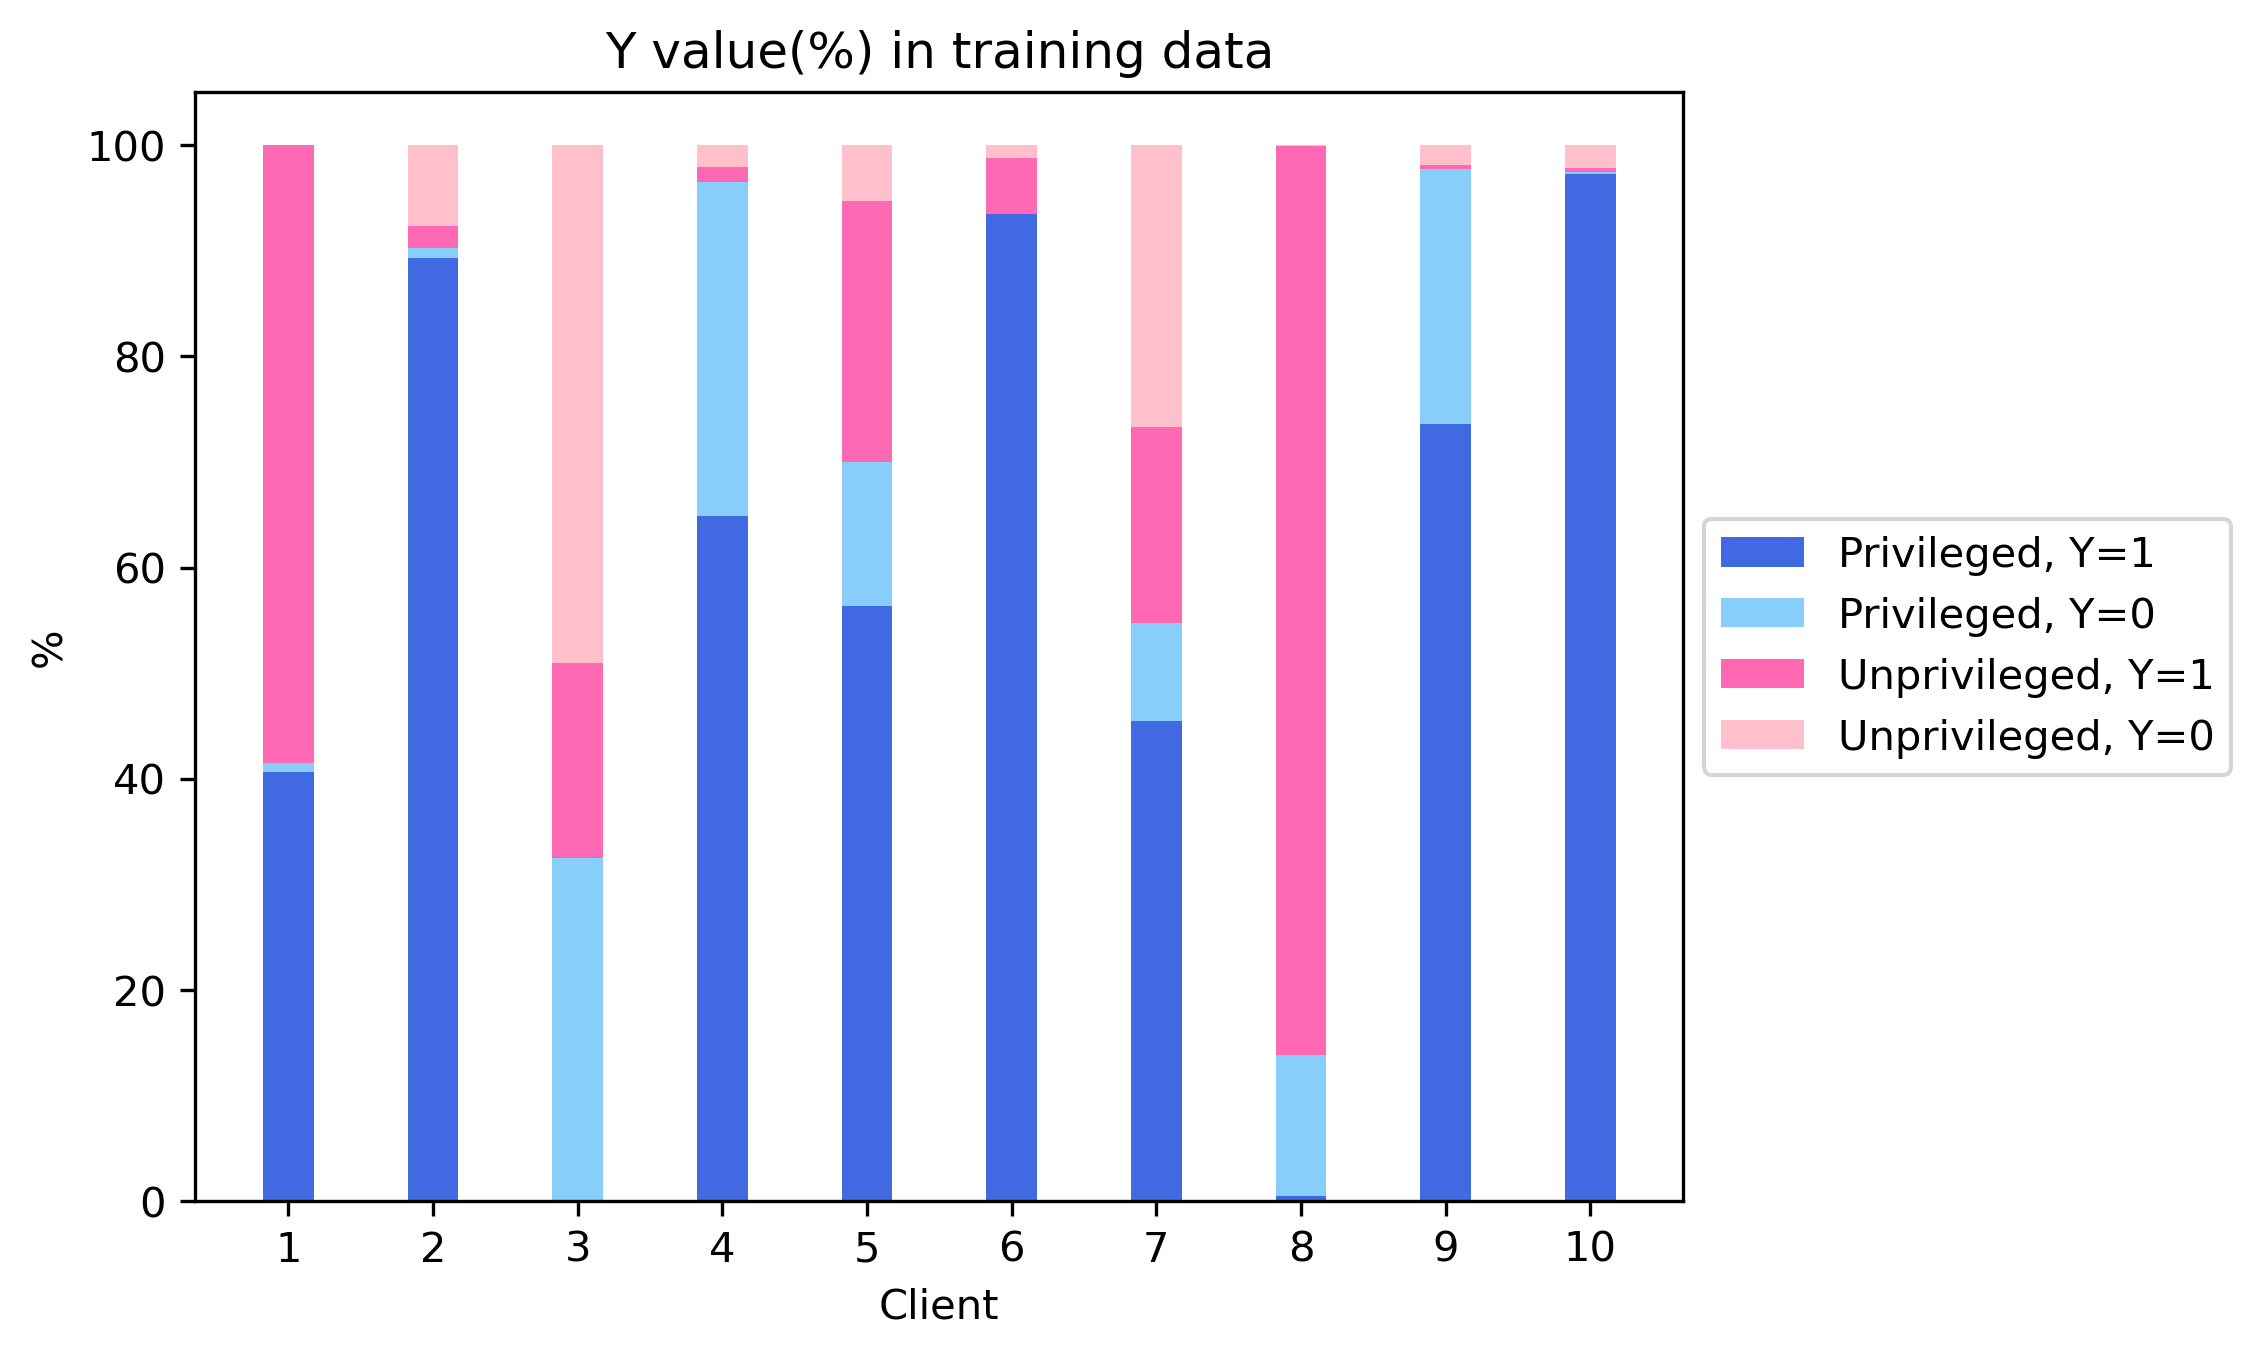 Y value(%) in training data
100
80
60
40
20
0
%
1 2 3 4 5 6 7 8 9 10
Client
Privileged, Y=1
Privileged, Y=0
Unprivileged, Y=1
Unprivileged, Y=0